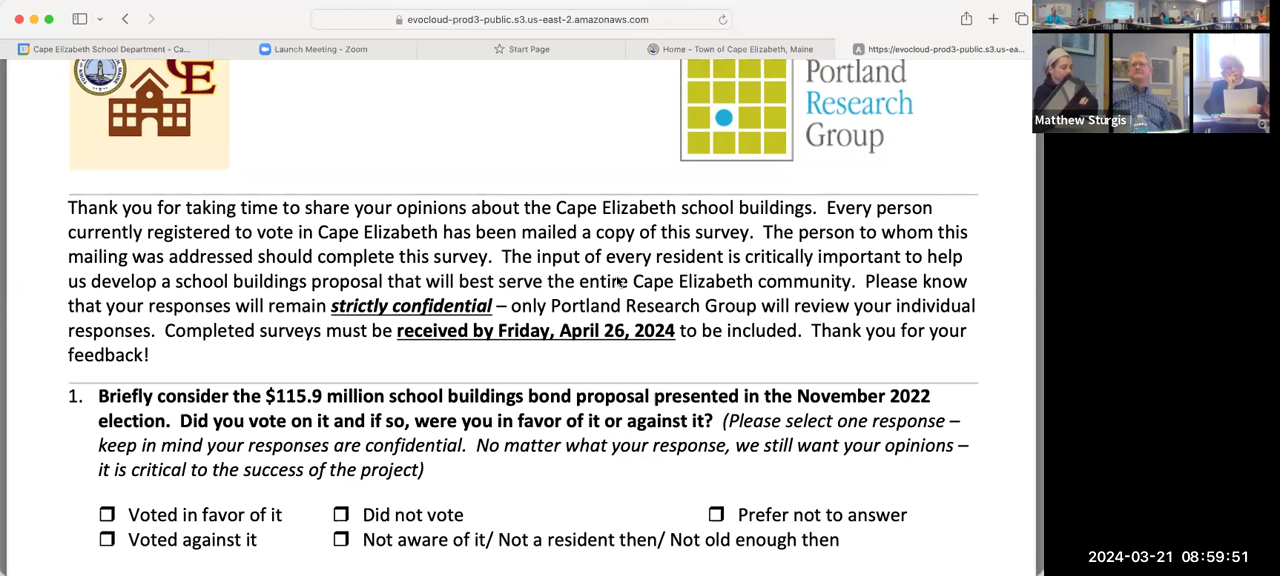 evocloud-prod3-public.s3.us-east-2.amazonaws.com
Cape Elizabeth School Department - Ca...
Launch Meeting - Zoom
Start Page
Home - Town of Cape Elizabeth, Maine
https://evocloud-prod3-public.s3.us-ea...
CE
Portland
Research
Group
Matthew Sturgis
Thank you for taking time to share your opinions about the Cape Elizabeth school buildings. Every person
currently registered to vote in Cape Elizabeth has been mailed a copy of this survey. The person to whom this
mailing was addressed should complete this survey. The input of every resident is critically important to help
us develop a school buildings proposal that will best serve the entire Cape Elizabeth community. Please know
that your responses will remain strictly confidential – only Portland Research Group will review your individual
responses. Completed surveys must be received by Friday, April 26, 2024 to be included. Thank you for your
feedback!
1. Briefly consider the $115.9 million school buildings bond proposal presented in the November 2022
election. Did you vote on it and if so, were you in favor of it or against it? (Please select one response –
keep in mind your responses are confidential. No matter what your response, we still want your opinions –
it is critical to the success of the project)
Voted in favor of it
Did not vote
Prefer not to answer
Voted against it
Not aware of it/ Not a resident then/ Not old enough then
2024-03-21 08:59:51